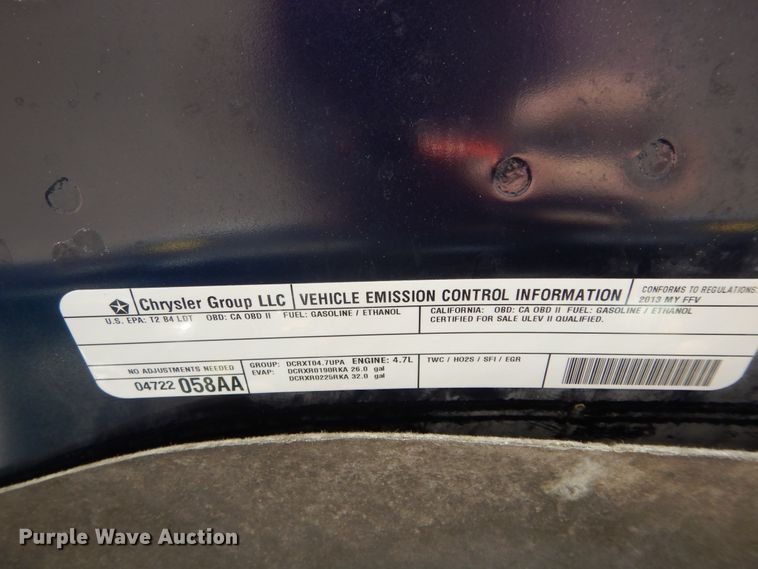 Chrysler Group LLC
VEHICLE EMISSION CONTROL INFORMATION
CONFORMS TO REGULATIONS:
2013 MY FFV
U.S. EPA: T2 B4 LDT OBD: CA OBD II FUEL: GASOLINE / ETHANOL
CALIFORNIA: OBD: CA OBD II FUEL: GASOLINE / ETHANOL
CERTIFIED FOR SALE ULEV II QUALIFIED.
NO ADJUSTMENTS NEEDED
04722 058AA
GROUP: DCRXT04.7UPA ENGINE: 4.7L
EVAP: DCRXR0190RKA 26.0 gal
DCRXR0225RKA 32.0 gal
TWC / HO2S / SFI / EGR
Purple Wave Auction